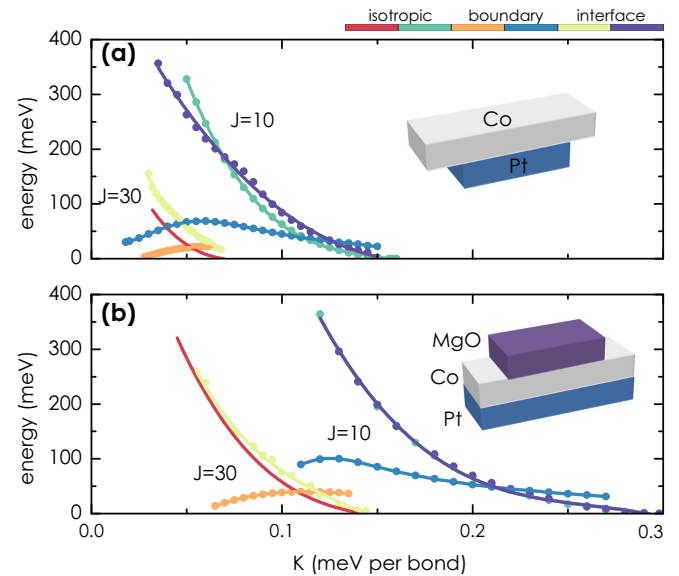 isotropic boundary interface
400
(a)
300
J=10
Co
200
Pt
J=30
100
0
energy (meV)
400
(b)
300
MgO
Co
200
J=10
Pt
J=30
100
0
energy (meV)
0.0 0.1 0.2 0.3
K (meV per bond)